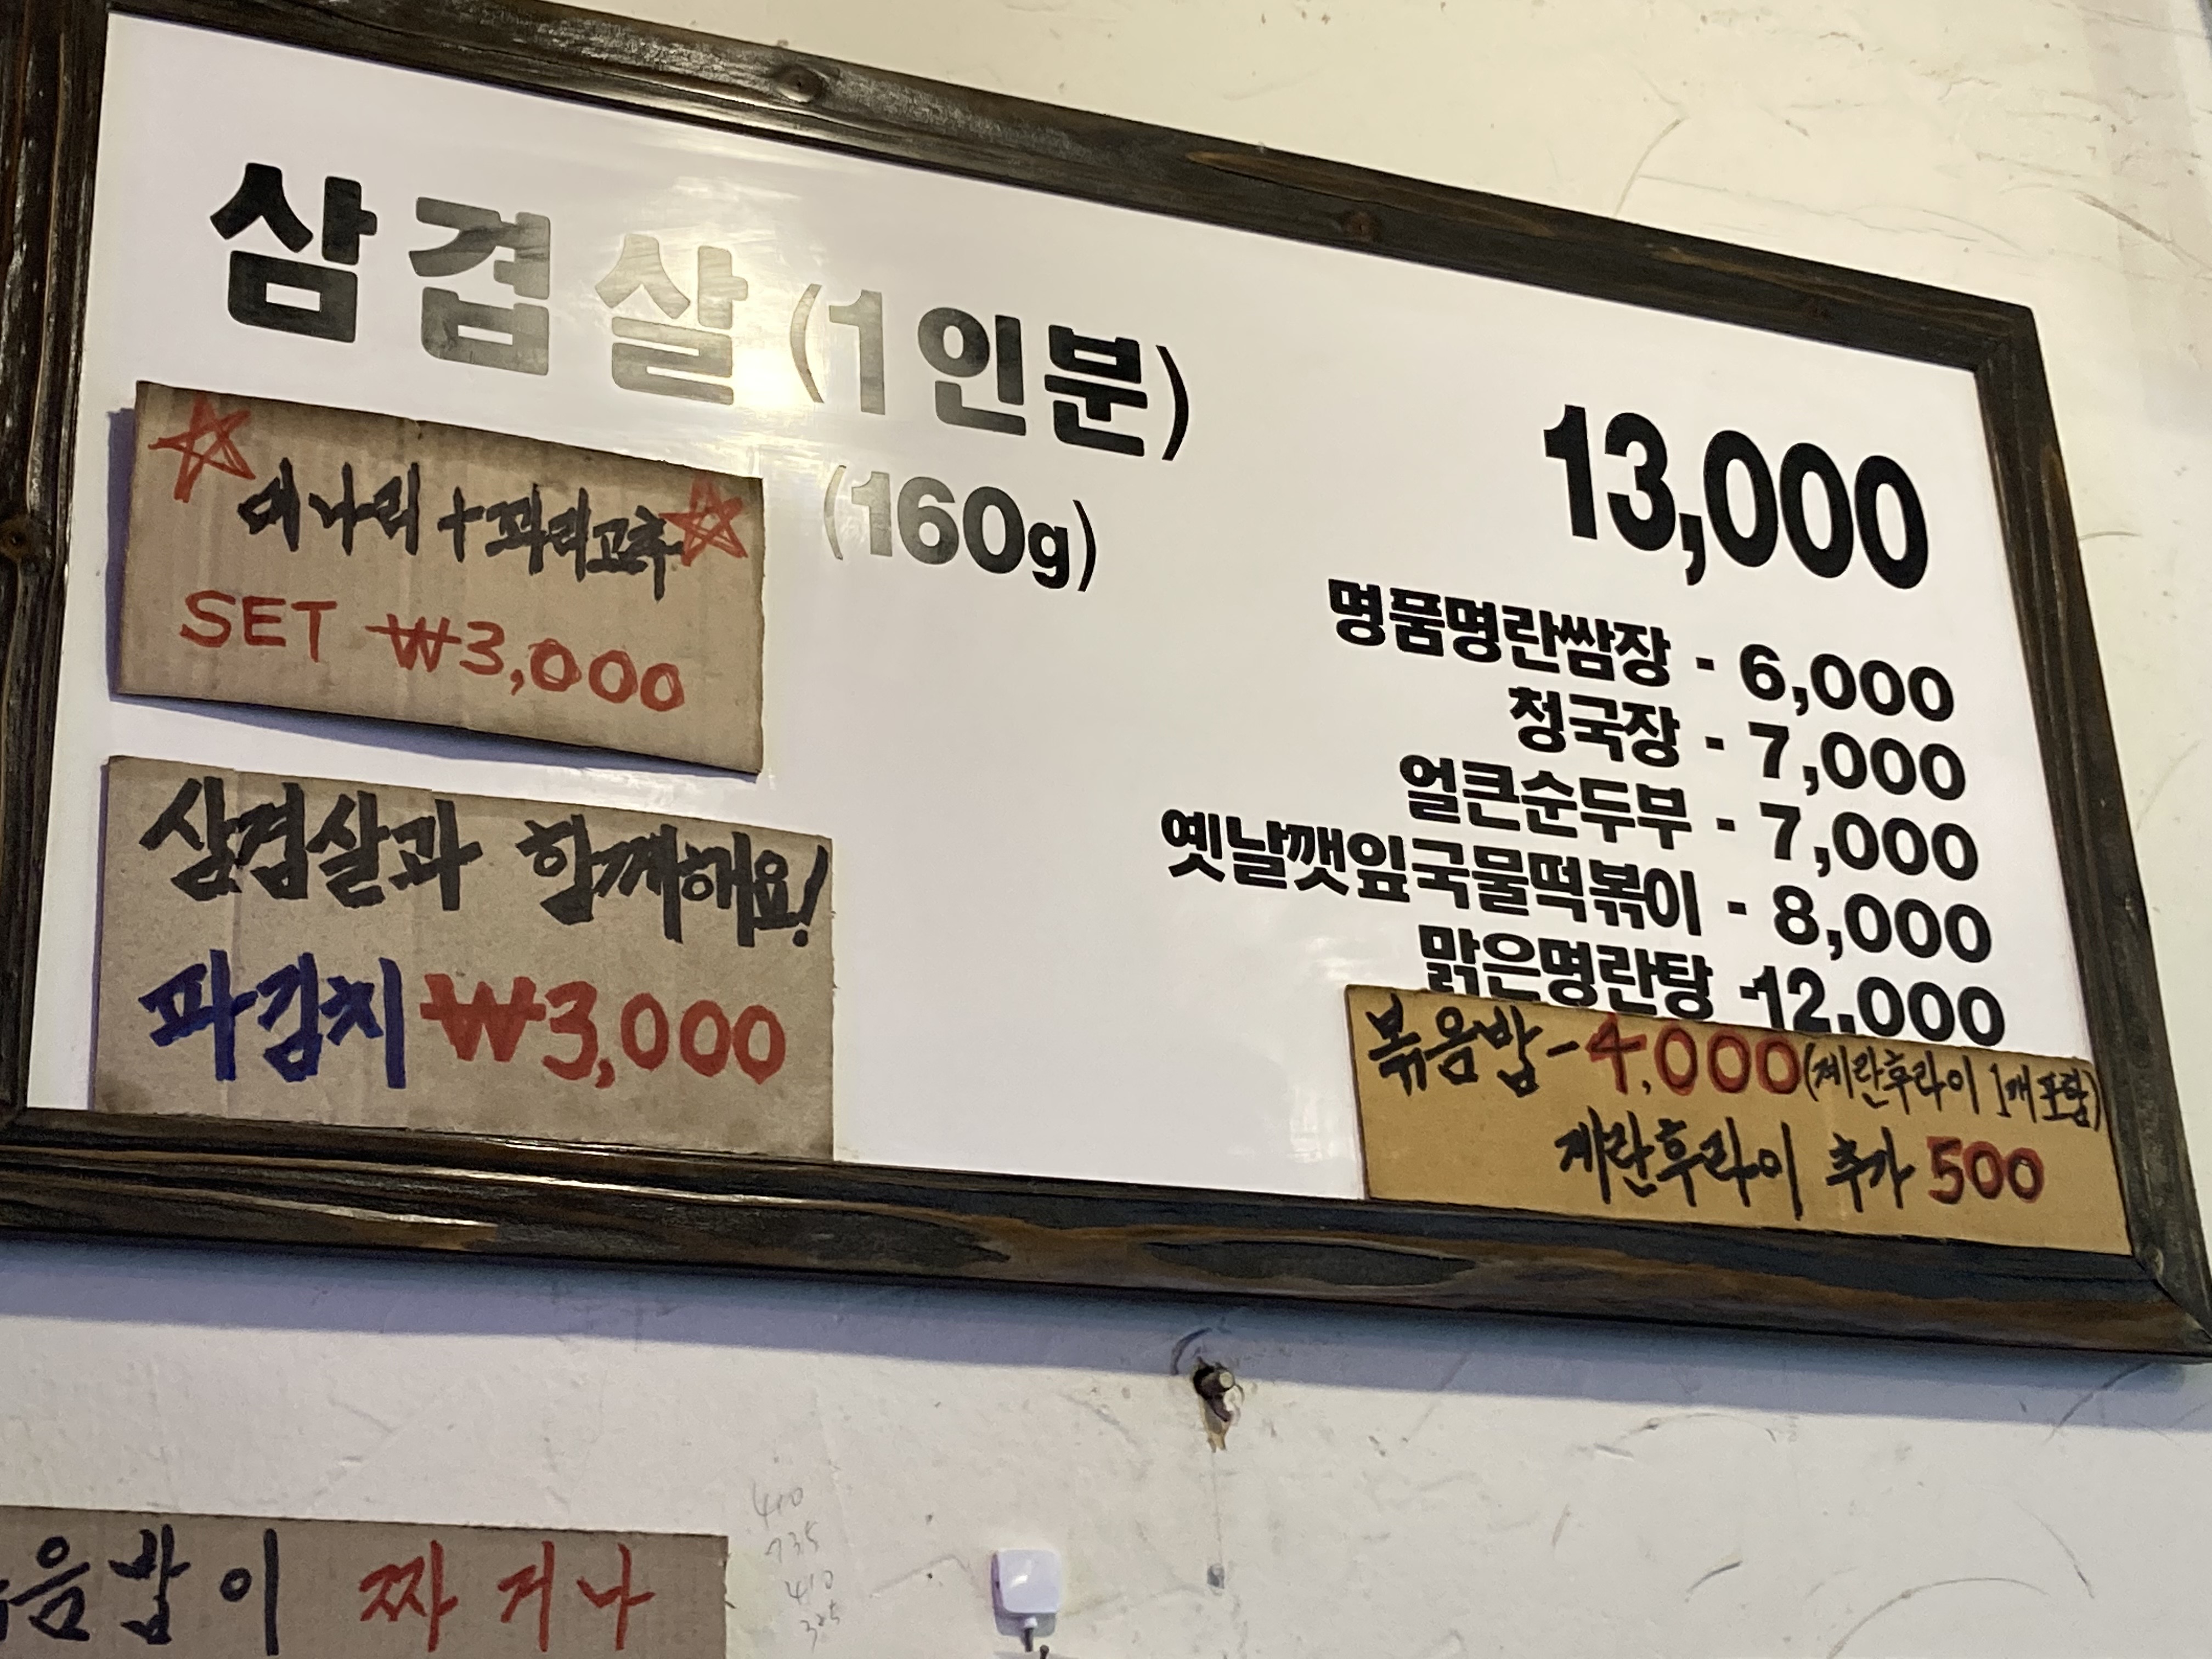 삼겹살 (1인분)
(160g)
13,000
미나리 + 꽈리고추
SET ₩3,000
삼겹살과 함께해요!
파김치 ₩3,000
명품명란쌈장 - 6,000
청국장 - 7,000
얼큰순두부 - 7,000
옛날깻잎국물떡볶이 - 8,000
맑은명란탕 -12,000
볶음밥 - 4,000 (계란후라이 1개 포함)
계란후라이 추가 500
음밥이 짜거나
410
735
410